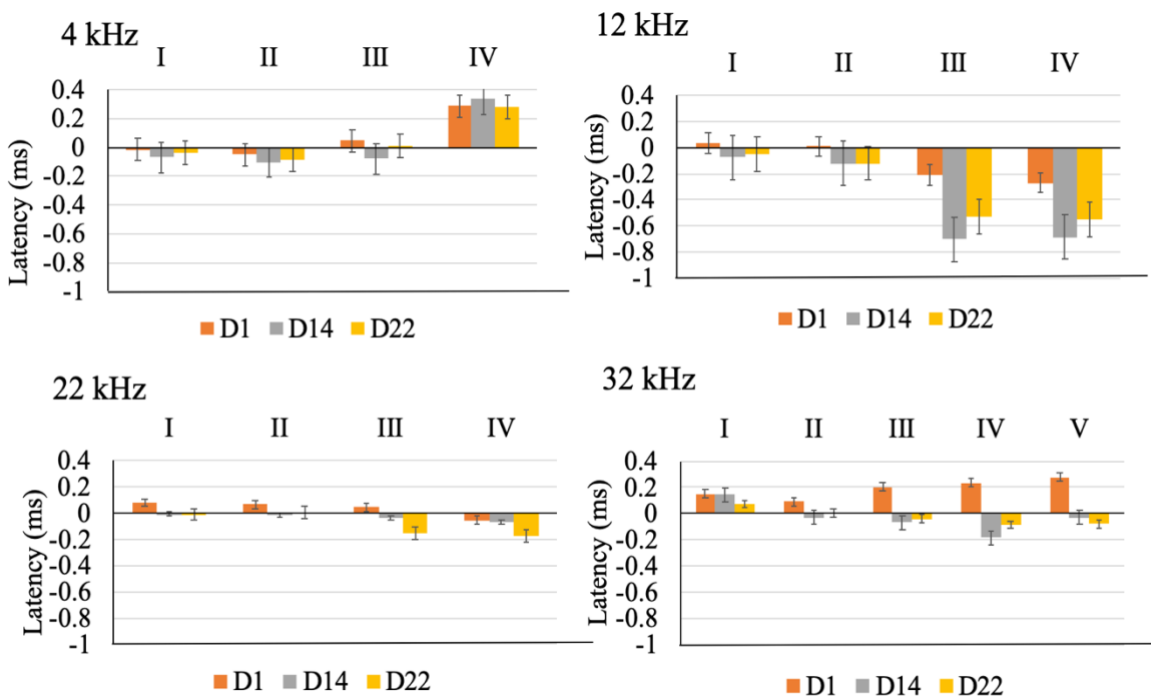 4 kHz
I II III IV
Latency (ms)
0.4
0.2
0
-0.2
-0.4
-0.6
-0.8
-1
D1 D14 D22
12 kHz
I II III IV
Latency (ms)
0.4
0.2
0
-0.2
-0.4
-0.6
-0.8
-1
D1 D14 D22
22 kHz
I II III IV
Latency (ms)
0.4
0.2
0
-0.2
-0.4
-0.6
-0.8
-1
D1 D14 D22
32 kHz
I II III IV V
Latency (ms)
0.4
0.2
0
-0.2
-0.4
-0.6
-0.8
-1
D1 D14 D22